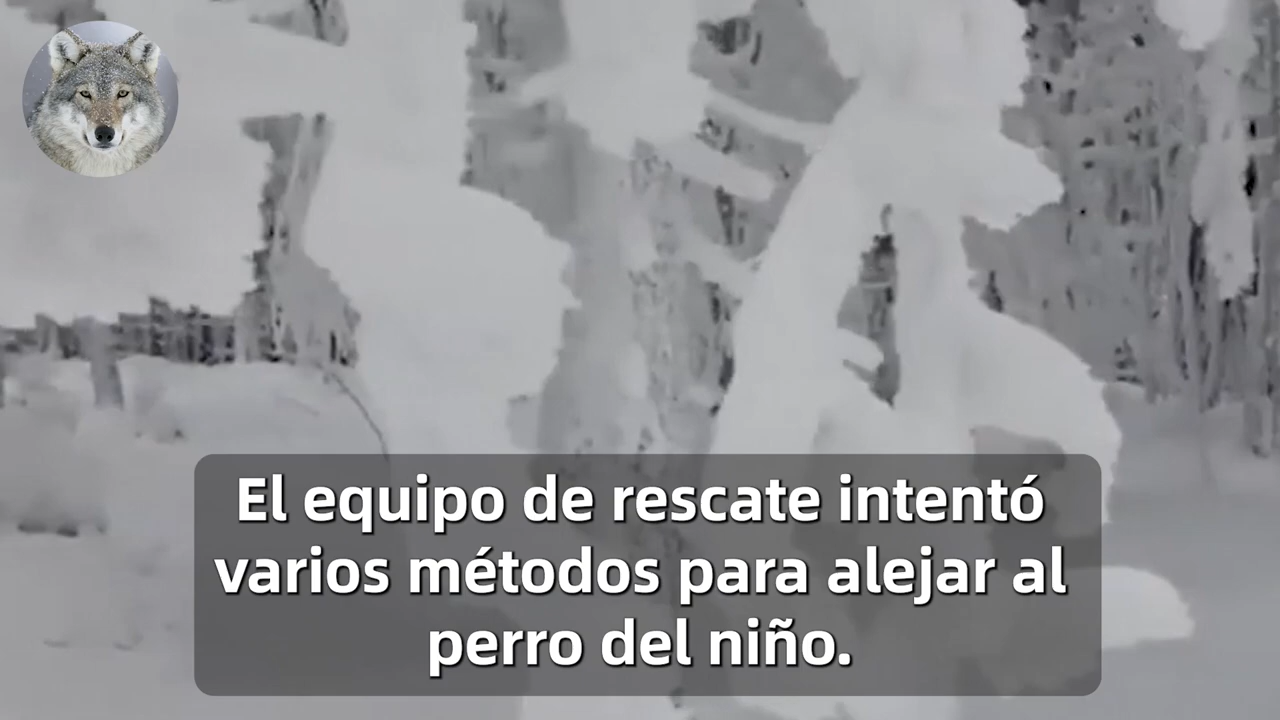 El equipo de rescate intentó
varios métodos para alejar al
perro del niño.